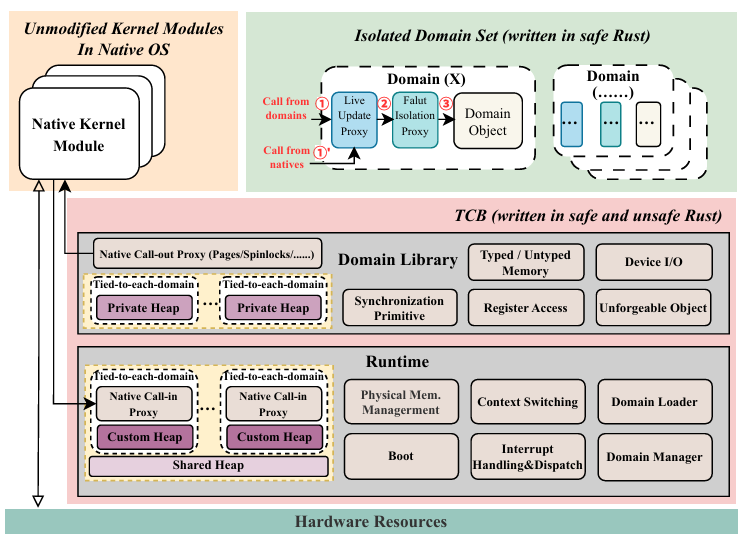 Unmodified Kernel Modules
In Native OS
Native Kernel
Module
Isolated Domain Set (written in safe Rust)
Domain (X)
Call from
domains
①
Live
Update
Proxy
②
Falut
Isolation
Proxy
③
Domain
Object
Call from
natives
①'
Domain
(......)
...
...
...
TCB (written in safe and unsafe Rust)
Native Call-out Proxy (Pages/Spinlocks/......)
Domain Library
Typed / Untyped
Memory
Device I/O
Tied-to-each-domain
Private Heap
...
Tied-to-each-domain
Private Heap
Synchronization
Primitive
Register Access
Unforgeable Object
Runtime
Tied-to-each-domain
Native Call-in
Proxy
Custom Heap
...
Tied-to-each-domain
Native Call-in
Proxy
Custom Heap
Shared Heap
Physical Mem.
Managerment
Context Switching
Domain Loader
Boot
Interrupt
Handling&Dispatch
Domain Manager
Hardware Resources